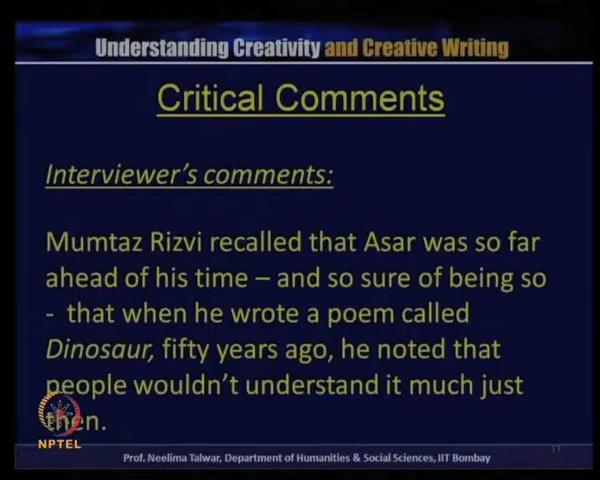 Understanding Creativity and Creative Writing
Critical Comments
Interviewer's comments:
Mumtaz Rizvi recalled that Asar was so far
ahead of his time – and so sure of being so
- that when he wrote a poem called
Dinosaur, fifty years ago, he noted that
people wouldn't understand it much just
then.
NPTEL
Prof. Neelima Talwar, Department of Humanities & Social Sciences, IIT Bombay
17